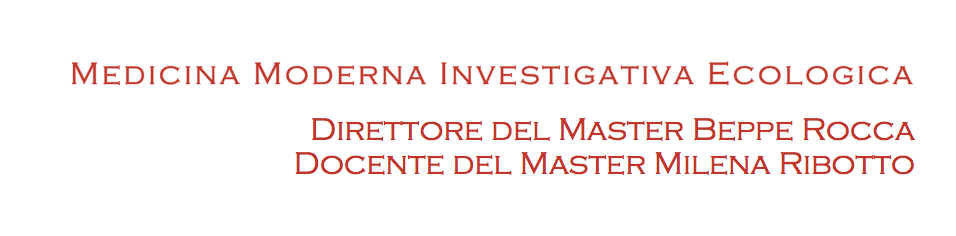 Medicina Moderna Investigativa Ecologica
Direttore del Master Beppe Rocca
Docente del Master Milena Ribotto